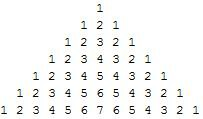 1
1 2 1
1 2 3 2 1
1 2 3 4 3 2 1
1 2 3 4 5 4 3 2 1
1 2 3 4 5 6 5 4 3 2 1
1 2 3 4 5 6 7 6 5 4 3 2 1